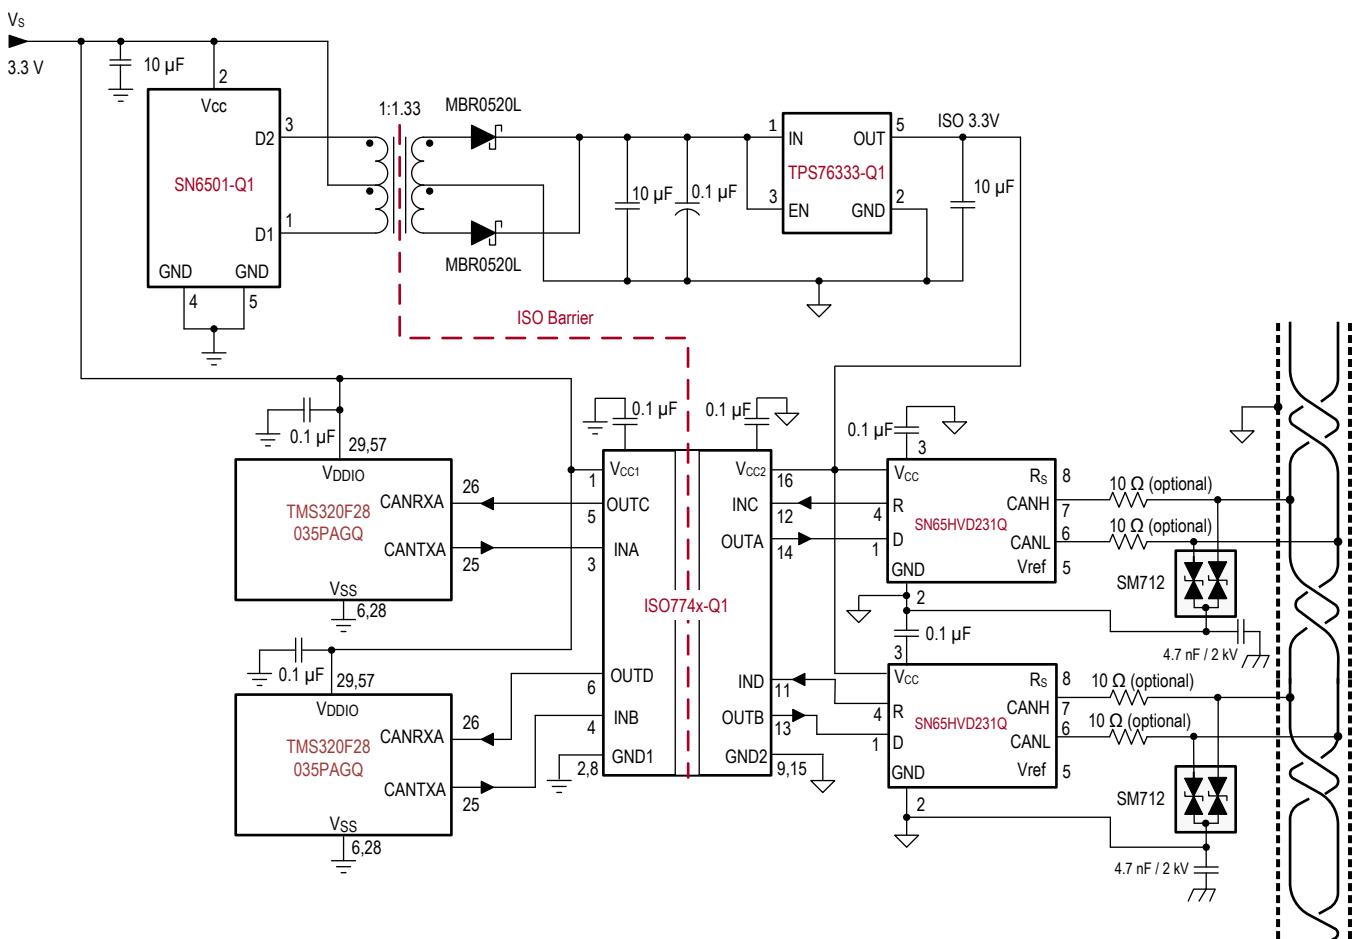 VS
3.3 V
10 µF
2
Vcc
D2
3
SN6501-Q1
D1
1
GND
GND
4
5
1:1.33
MBR0520L
MBR0520L
10 µF
0.1 µF
1
IN
OUT
5
TPS76333-Q1
3
EN
GND
2
ISO 3.3V
10 µF
ISO Barrier
0.1 µF
29,57
VDDIO
CANRXA
26
TMS320F28
035PAGQ
CANTXA
25
VSS
6,28
0.1 µF
29,57
VDDIO
CANRXA
26
TMS320F28
035PAGQ
CANTXA
25
VSS
6,28
0.1 µF
0.1 µF
VCC1
1
OUTC
5
INA
3
OUTD
6
INB
4
GND1
2,8
ISO774x-Q1
VCC2
16
INC
12
OUTA
14
IND
11
OUTB
13
GND2
9,15
0.1 µF
3
VCC
RS
8
R
4
CANH
7
SN65HVD231Q
D
1
CANL
6
GND
2
Vref
5
10 Ω (optional)
10 Ω (optional)
SM712
4.7 nF / 2 kV
0.1 µF
3
VCC
RS
8
R
4
CANH
7
SN65HVD231Q
D
1
CANL
6
GND
2
Vref
5
10 Ω (optional)
10 Ω (optional)
SM712
4.7 nF / 2 kV